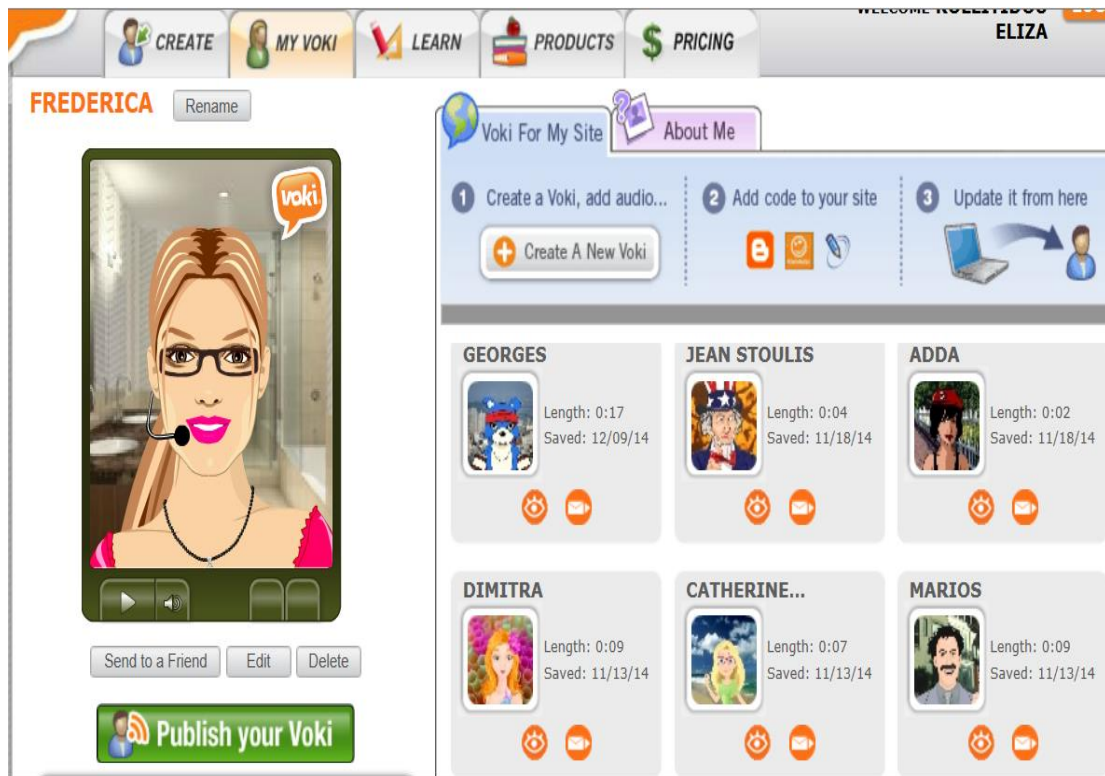 CREATE
MY VOKI
LEARN
PRODUCTS
PRICING
ELIZA
FREDERICA
Rename
voki
Voki For My Site
About Me
1 Create a Voki, add audio...
Create A New Voki
2 Add code to your site
3 Update it from here
GEORGES
Length: 0:17
Saved: 12/09/14
JEAN STOULIS
Length: 0:04
Saved: 11/18/14
ADDA
Length: 0:02
Saved: 11/18/14
DIMITRA
Length: 0:09
Saved: 11/13/14
CATHERINE...
Length: 0:07
Saved: 11/13/14
MARIOS
Length: 0:09
Saved: 11/13/14
Send to a Friend
Edit
Delete
Publish your Voki